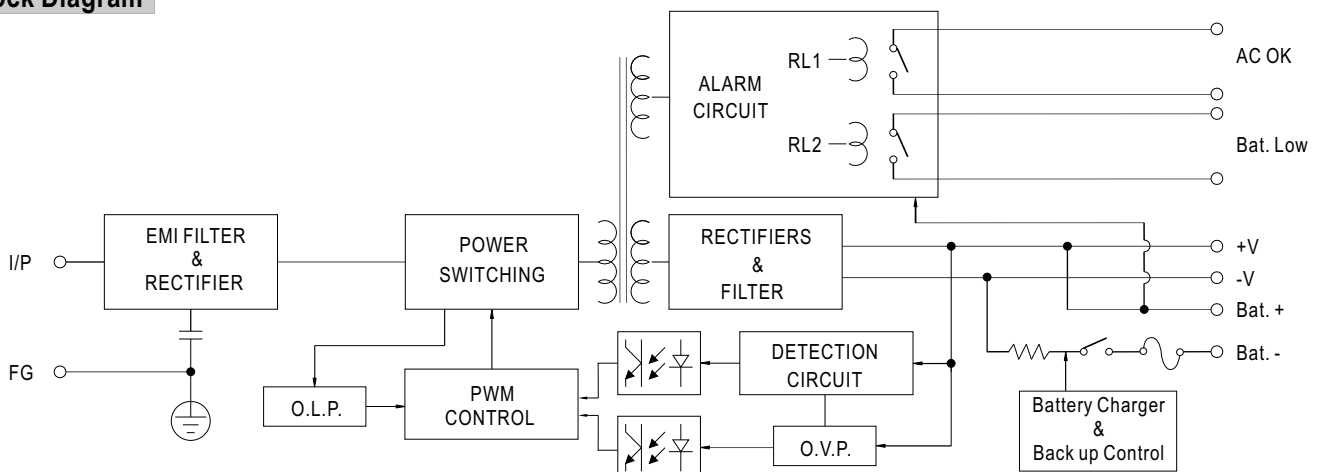 ck Diagram
ALARM
CIRCUIT
RL1
RL2
AC OK
Bat. Low
I/P
EMI FILTER
&
RECTIFIER
POWER
SWITCHING
RECTIFIERS
&
FILTER
+V
-V
Bat. +
Bat. -
FG
O.L.P.
PWM
CONTROL
DETECTION
CIRCUIT
O.V.P.
Battery Charger
&
Back up Control